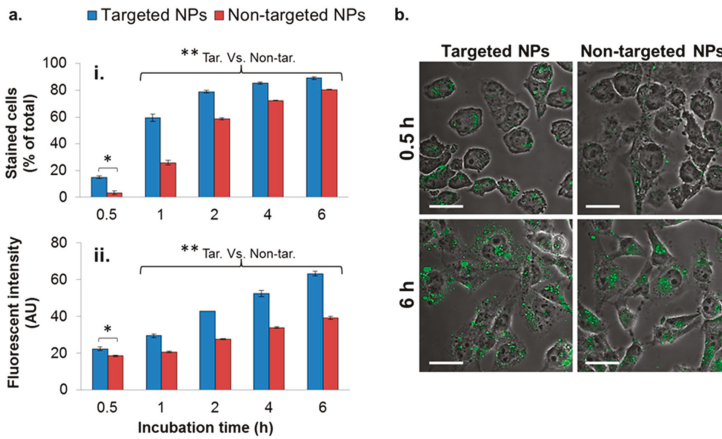 a.
Targeted NPs Non-targeted NPs
i.
** Tar. Vs. Non-tar.
*
Stained cells
(% of total)
100
80
60
40
20
0
0.5 1 2 4 6
ii.
** Tar. Vs. Non-tar.
*
Fluorescent intensity
(AU)
80
60
40
20
0
0.5 1 2 4 6
Incubation time (h)
b.
Targeted NPs Non-targeted NPs
0.5 h
6 h